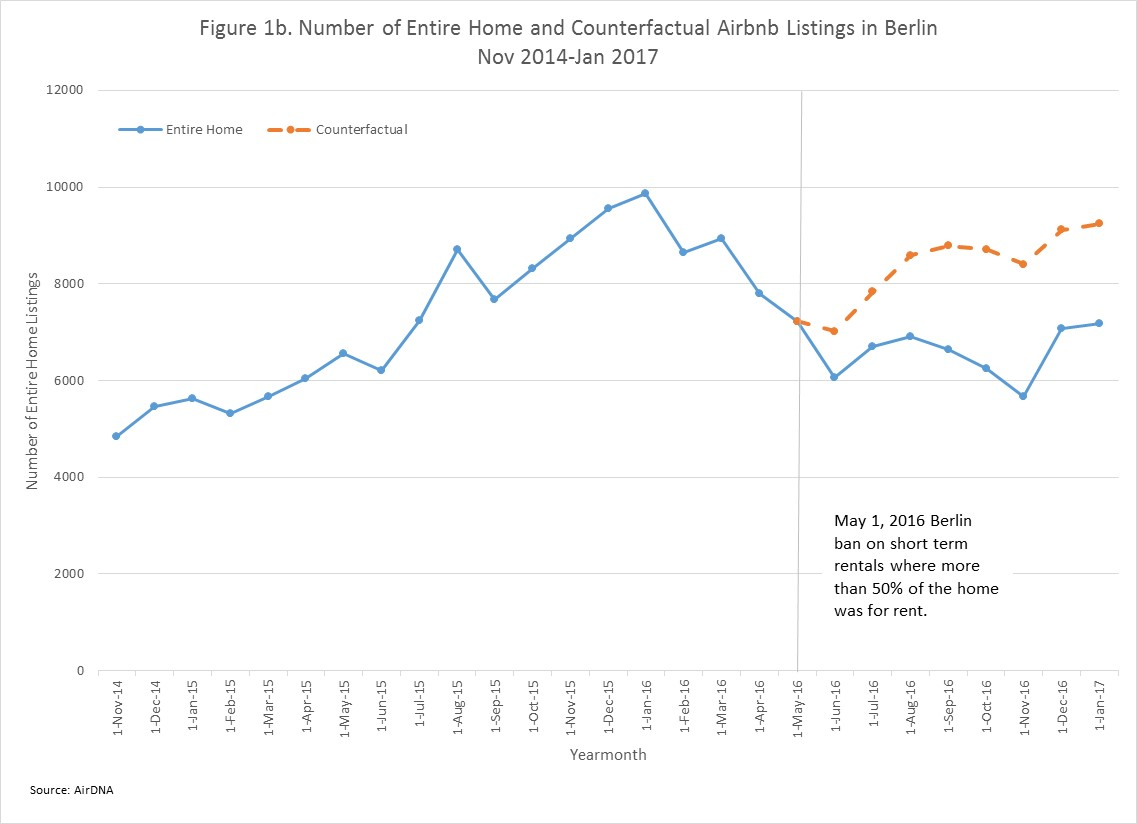 Figure 1b. Number of Entire Home and Counterfactual Airbnb Listings in Berlin
Nov 2014-Jan 2017
12000
10000
8000
6000
4000
2000
0
Number of Entire Home Listings
Entire Home
Counterfactual
May 1, 2016 Berlin
ban on short term
rentals where more
than 50% of the home
was for rent.
1-Nov-14
1-Dec-14
1-Jan-15
1-Feb-15
1-Mar-15
1-Apr-15
1-May-15
1-Jun-15
1-Jul-15
1-Aug-15
1-Sep-15
1-Oct-15
1-Nov-15
1-Dec-15
1-Jan-16
1-Feb-16
1-Mar-16
1-Apr-16
1-May-16
1-Jun-16
1-Jul-16
1-Aug-16
1-Sep-16
1-Oct-16
1-Nov-16
1-Dec-16
1-Jan-17
Yearmonth
Source: AirDNA